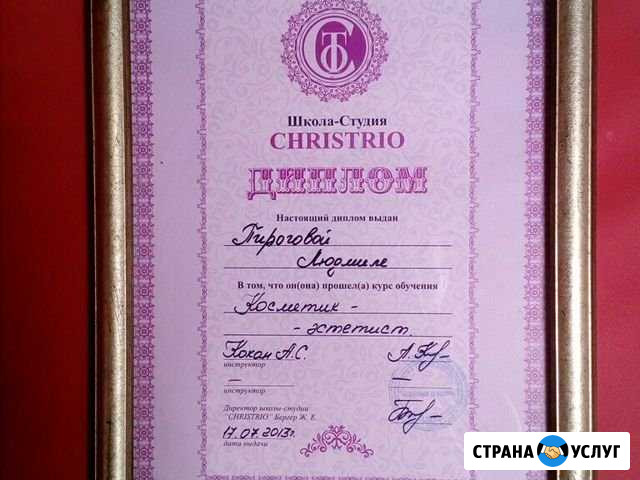 Школа-Студия
CHRISTRIO
ДИПЛОМ
Настоящий диплом выдан
Пироговой
Людмиле
В том, что он(она) прошел(а) курс обучения
Косметик -
- эстетист.
Кохан А.С.
инструктор
—
—
инструктор
Директор школы-студии
"CHRISTRIO" Бергер Ж. Е.
17.07.2013г.
дата выдачи
СТРАНА УСЛУГ